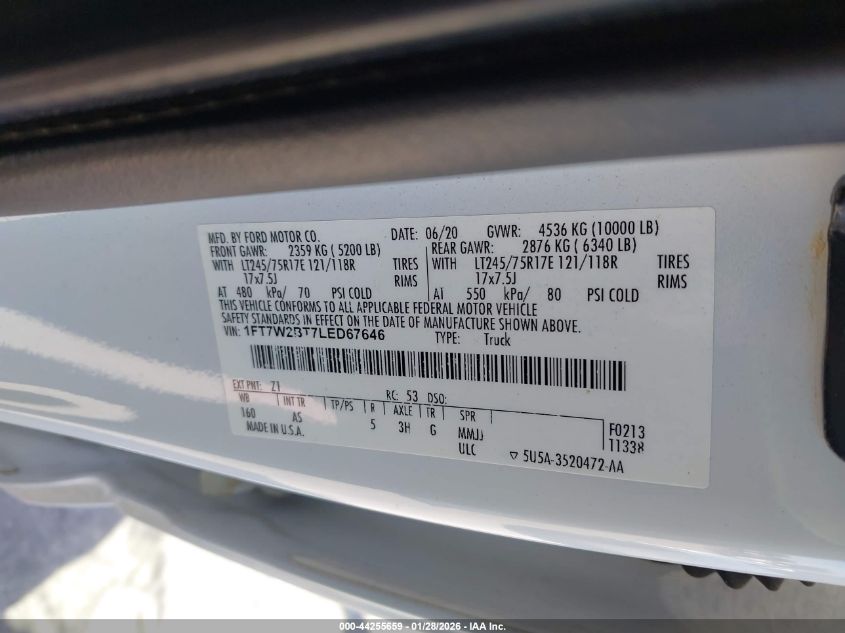 MFD. BY FORD MOTOR CO. DATE: 06/20 GVWR: 4536 KG (10000 LB)
FRONT GAWR: 2359 KG ( 5200 LB) REAR GAWR: 2876 KG ( 6340 LB)
WITH LT245/75R17E 121/118R TIRES WITH LT245/75R17E 121/118R TIRES
17x7.5J RIMS 17x7.5J RIMS
AT 480 kPa/ 70 PSI COLD AT 550 kPa/ 80 PSI COLD
THIS VEHICLE CONFORMS TO ALL APPLICABLE FEDERAL MOTOR VEHICLE
SAFETY STANDARDS IN EFFECT ON THE DATE OF MANUFACTURE SHOWN ABOVE.
VIN: 1FT7W2BT7LED67646 TYPE: Truck
EXT PNT: Z1 RC: 53 DSO:
WB INT TR TP/PS R AXLE TR SPR
160 AS 5 3H G MMJJ F0213
MADE IN U.S.A. ULC 5U5A-3520472-AA 11338
000-44255659 - 01/28/2026 - IAA Inc.